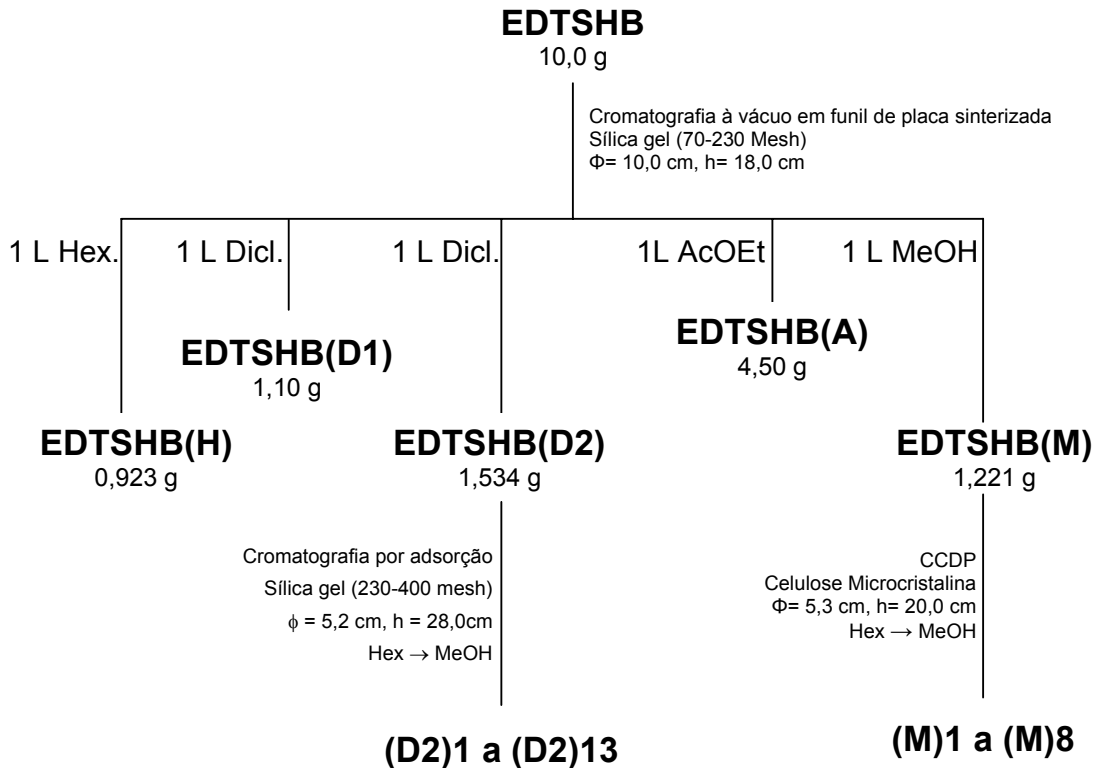 EDTSHB
10,0 g
Cromatografia à vácuo em funil de placa sinterizada
Sílica gel (70-230 Mesh)
Φ= 10,0 cm, h= 18,0 cm
1 L Hex.
1 L Dicl.
1 L Dicl.
1L AcOEt
1 L MeOH
EDTSHB(D1)
1,10 g
EDTSHB(A)
4,50 g
EDTSHB(H)
0,923 g
EDTSHB(D2)
1,534 g
EDTSHB(M)
1,221 g
Cromatografia por adsorção
Sílica gel (230-400 mesh)
ϕ = 5,2 cm, h = 28,0cm
Hex → MeOH
CCDP
Celulose Microcristalina
Φ= 5,3 cm, h= 20,0 cm
Hex → MeOH
(D2)1 a (D2)13
(M)1 a (M)8